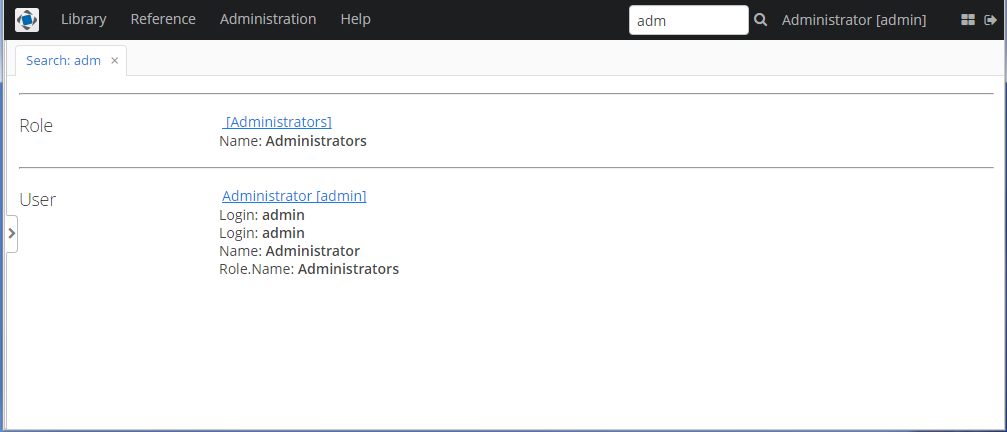 Library Reference Administration Help adm Administrator [admin]
Search: adm ×
Role [Administrators]
Name: Administrators
User Administrator [admin]
Login: admin
Login: admin
Name: Administrator
Role.Name: Administrators